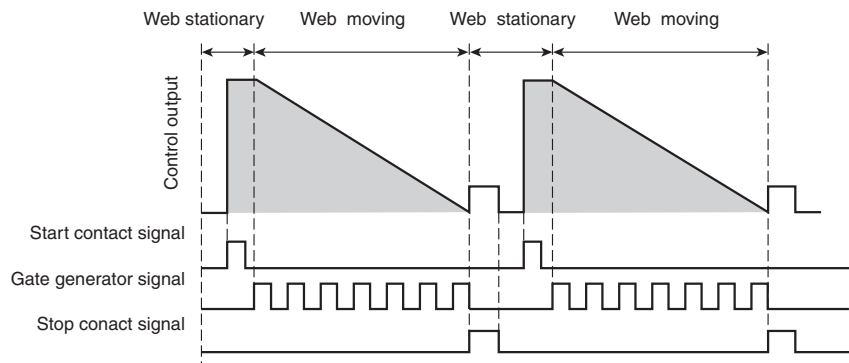 Web stationary Web moving Web stationary Web moving
Control output
Start contact signal
Gate generator signal
Stop conact signal